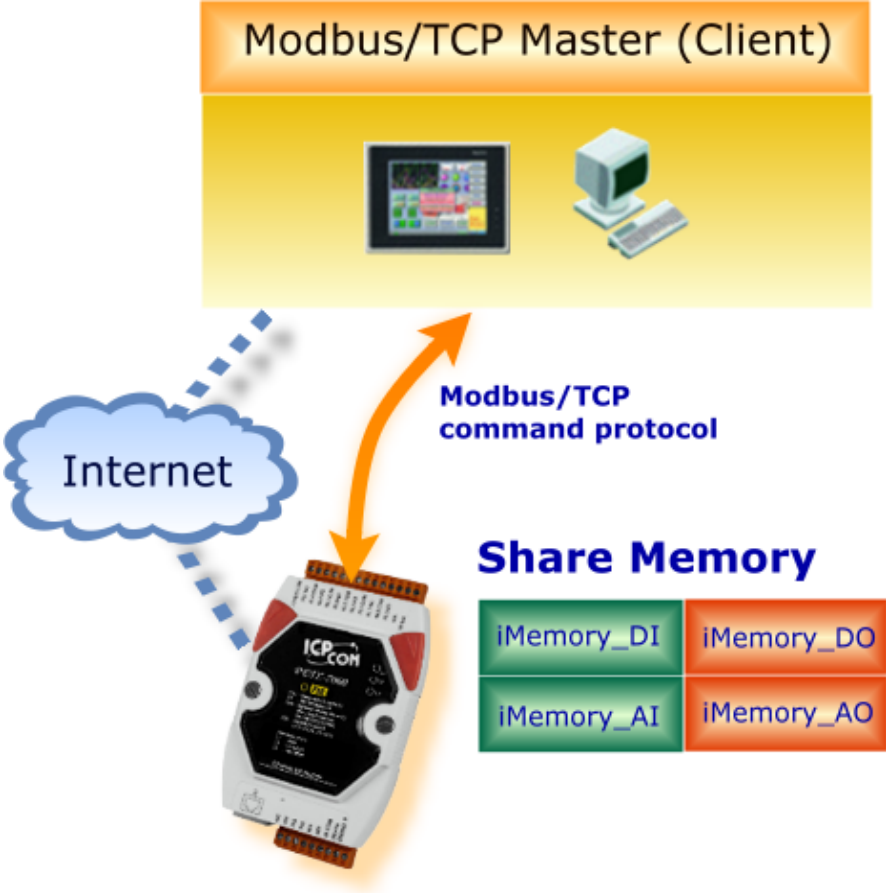 Modbus/TCP Master (Client)
Modbus/TCP
command protocol
Internet
Share Memory
iMemory_DI
iMemory_DO
iMemory_AI
iMemory_AO
ICP
CON